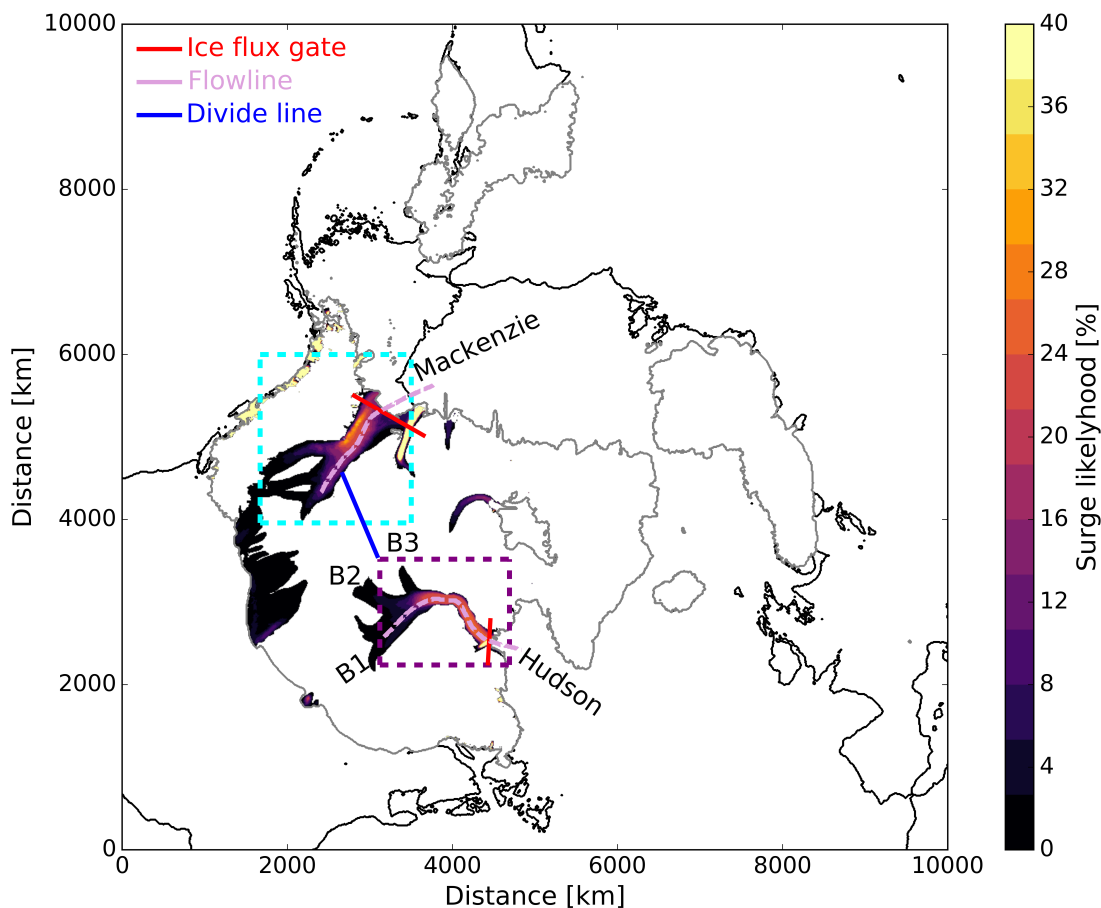 Ice flux gate
Flowline
Divide line
Mackenzie
B3
B2
B1
Hudson
10000
8000
6000
4000
2000
0
Distance [km]
0 2000 4000 6000 8000 10000
Distance [km]
40
36
32
28
24
20
16
12
8
4
0
Surge likelyhood [%]